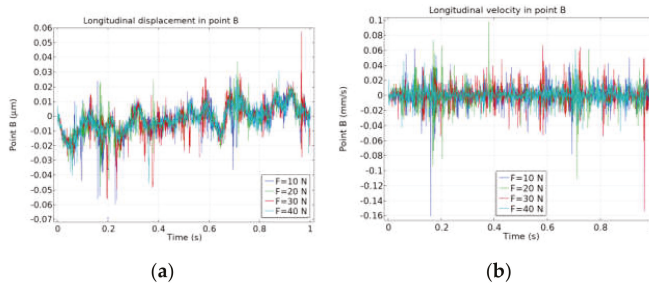 Longitudinal displacement in point B
0.06
0.05
0.04
0.03
0.02
0.01
0
-0.01
-0.02
-0.03
-0.04
-0.05
-0.06
-0.07
Point B (µm)
F=10 N
F=20 N
F=30 N
F=40 N
0 0.2 0.4 0.6 0.8 1
Time (s)
(a)
Longitudinal velocity in point B
0.1
0.08
0.06
0.04
0.02
0
-0.02
-0.04
-0.06
-0.08
-0.1
-0.12
-0.14
-0.16
Point B (mm/s)
F=10 N
F=20 N
F=30 N
F=40 N
0 0.2 0.4 0.6 0.8
Time (s)
(b)